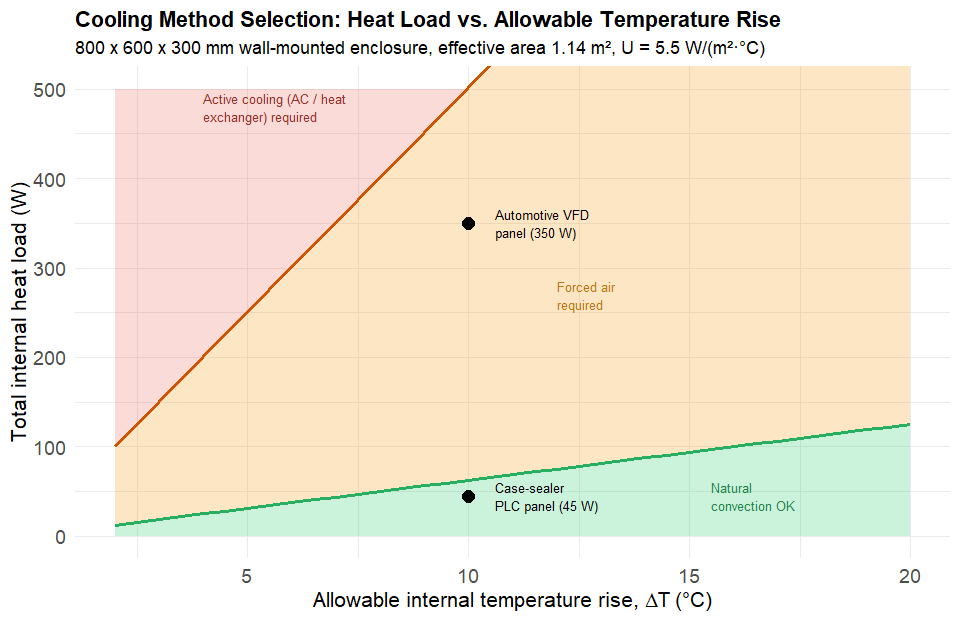 Cooling Method Selection: Heat Load vs. Allowable Temperature Rise
800 x 600 x 300 mm wall-mounted enclosure, effective area 1.14 m², U = 5.5 W/(m²·°C)
Total internal heat load (W)
500
400
300
200
100
0
Active cooling (AC / heat
exchanger) required
Automotive VFD
panel (350 W)
Forced air
required
Case-sealer
PLC panel (45 W)
Natural
convection OK
5
10
15
20
Allowable internal temperature rise, ΔT (°C)